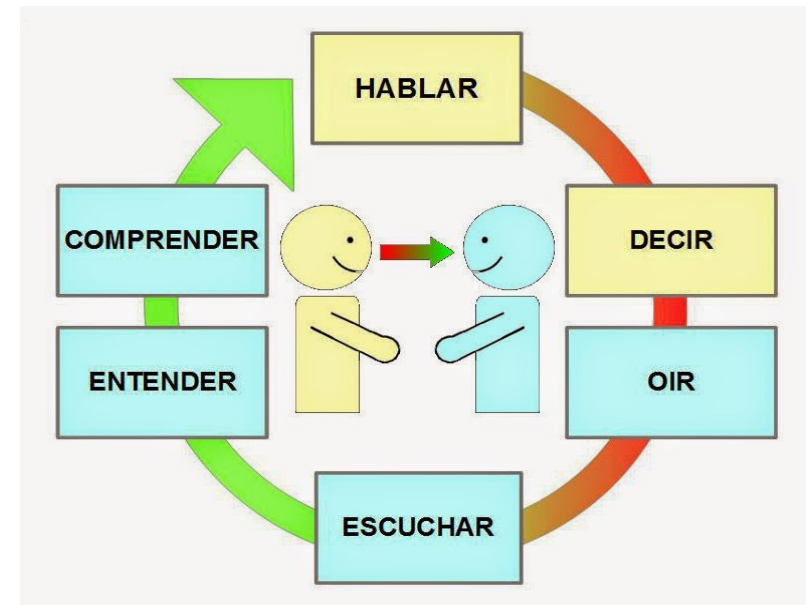 HABLAR
DECIR
OIR
ESCUCHAR
ENTENDER
COMPRENDER